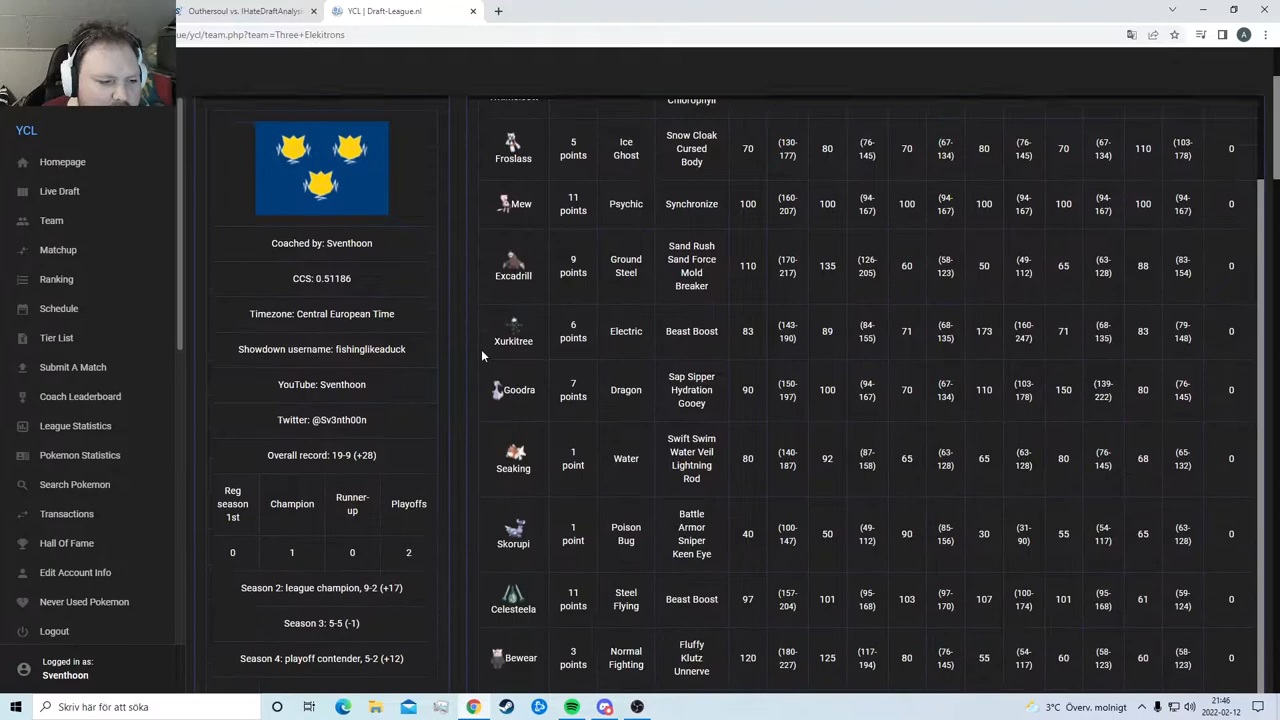 Outhersoul vs. !HateDraftAnalysis
YCL | Draft-League.nl
ue/ycl/team.php?team=Three+Elekitrons
A
YCL
Homepage
Live Draft
Team
Matchup
Ranking
Schedule
Tier List
Submit A Match
Coach Leaderboard
League Statistics
Pokemon Statistics
Search Pokemon
Transactions
Hall Of Fame
Edit Account Info
Never Used Pokemon
Logout
Logged in as:
Sventhoon
Coached by: Sventhoon
CCS: 0.51186
Timezone: Central European Time
Showdown username: fishinglikeaduck
YouTube: Sventhoon
Twitter: @Sv3nth00n
Overall record: 19-9 (+28)
Reg season 1st Champion Runner-up Playoffs
0 1 0 2
Season 2: league champion, 9-2 (+17)
Season 3: 5-5 (-1)
Season 4: playoff contender, 5-2 (+12)
Chlorophyll
Froslass 5 points Ice Ghost Snow Cloak Cursed Body 70 (130-177) 80 (76-145) 70 (67-134) 80 (76-145) 70 (67-134) 110 (103-178) 0
Mew 11 points Psychic Synchronize 100 (160-207) 100 (94-167) 100 (94-167) 100 (94-167) 100 (94-167) 100 (94-167) 0
Excadrill 9 points Ground Steel Sand Rush Sand Force Mold Breaker 110 (170-217) 135 (126-205) 60 (58-123) 50 (49-112) 65 (63-128) 88 (83-154) 0
Xurkitree 6 points Electric Beast Boost 83 (143-190) 89 (84-155) 71 (68-135) 173 (160-247) 71 (68-135) 83 (79-148) 0
Goodra 7 points Dragon Sap Sipper Hydration Gooey 90 (150-197) 100 (94-167) 70 (67-134) 110 (103-178) 150 (139-222) 80 (76-145) 0
Seaking 1 point Water Swift Swim Water Veil Lightning Rod 80 (140-187) 92 (87-158) 65 (63-128) 65 (63-128) 80 (76-145) 68 (65-132) 0
Skorupi 1 point Poison Bug Battle Armor Sniper Keen Eye 40 (100-147) 50 (49-112) 90 (85-156) 30 (31-90) 55 (54-117) 65 (63-128) 0
Celesteela 11 points Steel Flying Beast Boost 97 (157-204) 101 (95-168) 103 (97-170) 107 (100-174) 101 (95-168) 61 (59-124) 0
Bewear 3 points Normal Fighting Fluffy Klutz Unnerve 120 (180-227) 125 (117-194) 80 (76-145) 55 (54-117) 60 (58-123) 60 (58-123) 0
Skriv här för att söka
3°C Överv. molnigt
21:46
2022-02-12